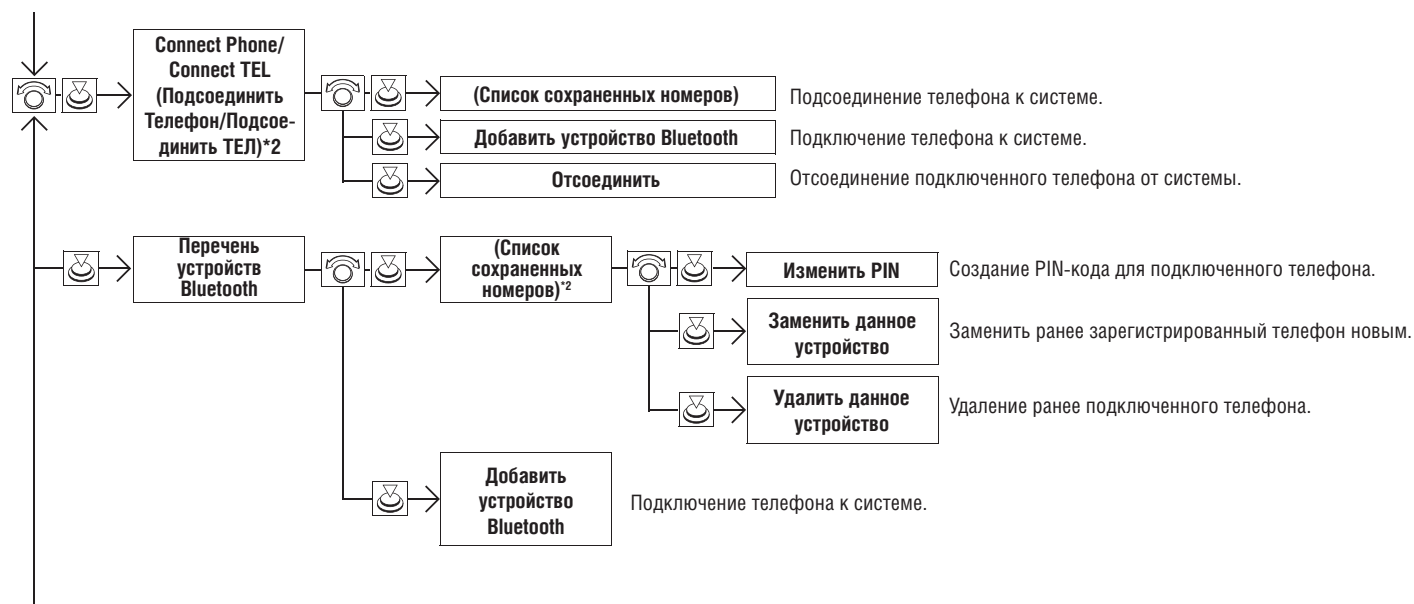 Connect Phone/
Connect TEL
(Подсоединить
Телефон/Подсое-
динить ТЕЛ)*2
(Список сохраненных номеров)
Подсоединение телефона к системе.
Добавить устройство Bluetooth
Подключение телефона к системе.
Отсоединить
Отсоединение подключенного телефона от системы.
Перечень
устройств
Bluetooth
(Список
сохраненных
номеров)*2
Изменить PIN
Создание PIN-кода для подключенного телефона.
Заменить данное
устройство
Заменить ранее зарегистрированный телефон новым.
Удалить данное
устройство
Удаление ранее подключенного телефона.
Добавить
устройство
Bluetooth
Подключение телефона к системе.